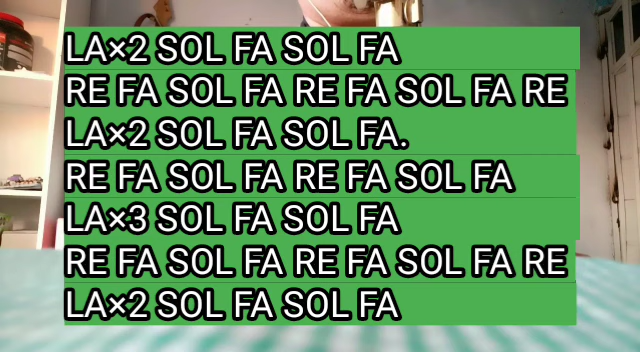 LA×2 SOL FA SOL FA
RE FA SOL FA RE FA SOL FA RE
LA×2 SOL FA SOL FA.
RE FA SOL FA RE FA SOL FA
LA×3 SOL FA SOL FA
RE FA SOL FA RE FA SOL FA RE
LA×2 SOL FA SOL FA